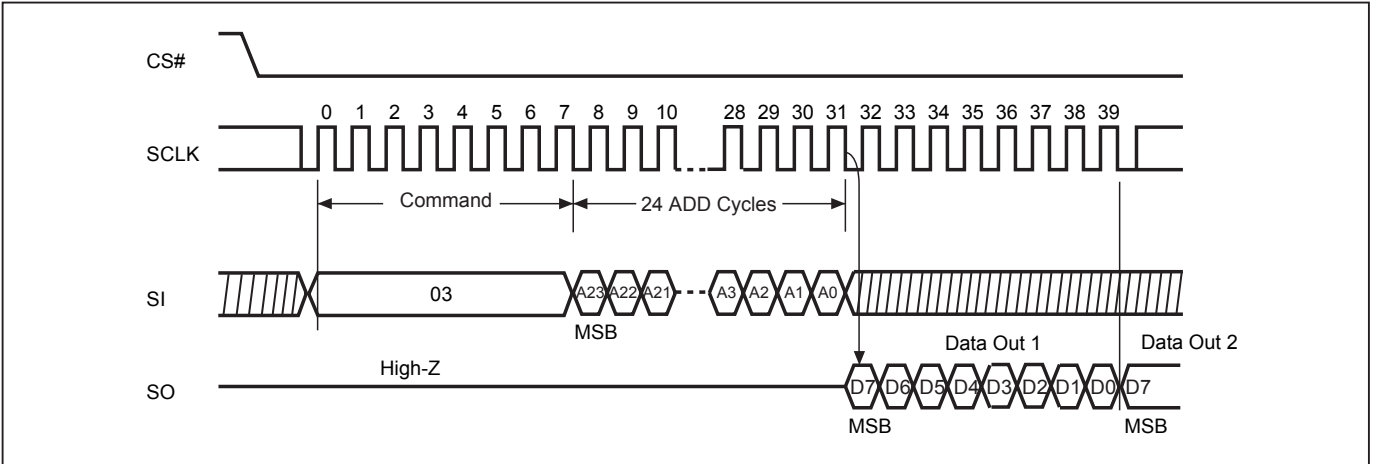 CS#
0 1 2 3 4 5 6 7 8 9 10 28 29 30 31 32 33 34 35 36 37 38 39
SCLK
Command
24 ADD Cycles
SI
03 A23 A22 A21 A3 A2 A1 A0
MSB
Data Out 1
Data Out 2
High-Z
SO
D7 D6 D5 D4 D3 D2 D1 D0 D7
MSB
MSB